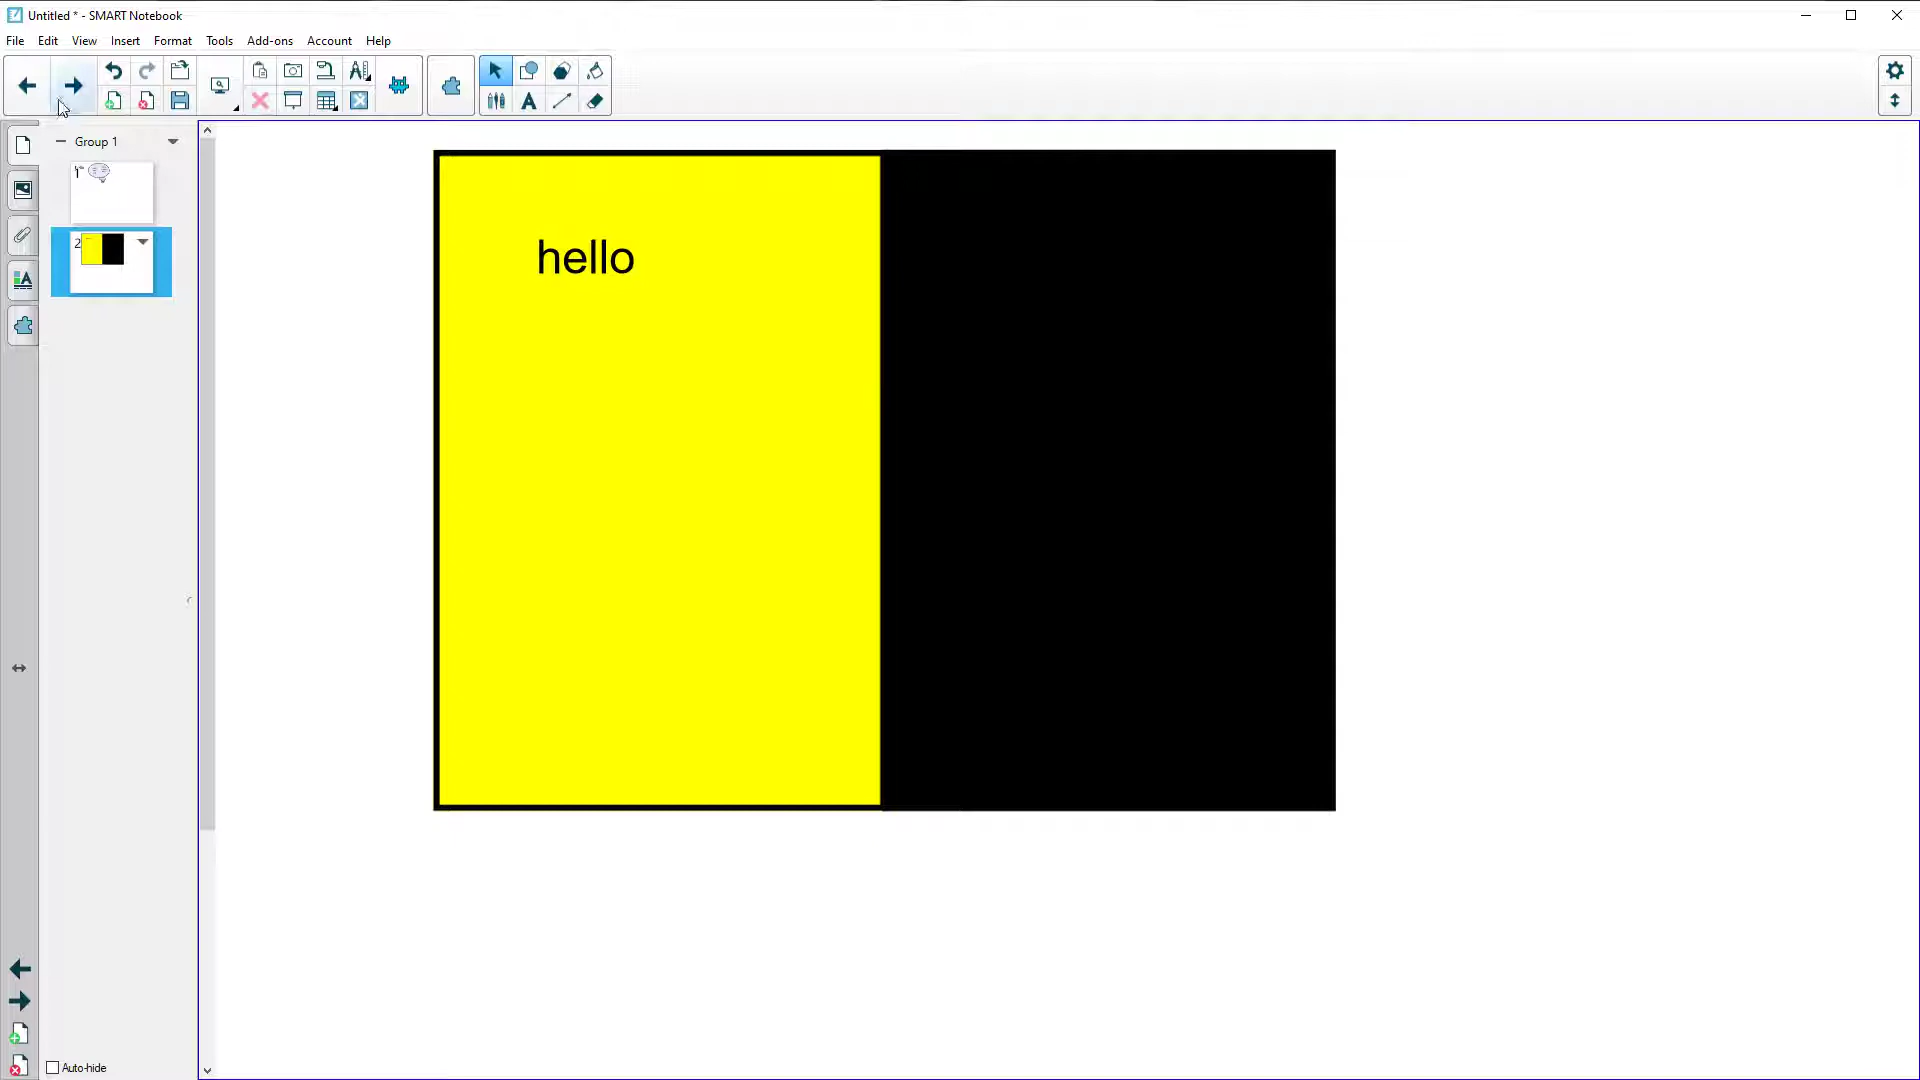 Untitled * - SMART Notebook
File Edit View Insert Format Tools Add-ons Account Help
Group 1
1
2
hello
Auto-hide